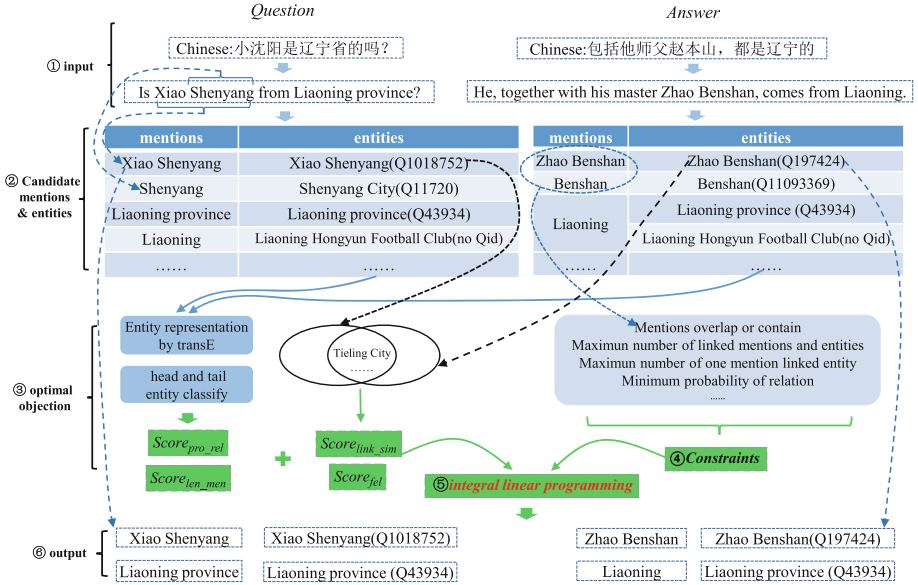 Question
Answer
① input
Chinese:小沈阳是辽宁省的吗?
Chinese:包括他师父赵本山，都是辽宁的
Is Xiao Shenyang from Liaoning province?
He, together with his master Zhao Benshan, comes from Liaoning.
② Candidate
mentions
& entities
mentions
entities
Xiao Shenyang
Xiao Shenyang(Q1018752)
Shenyang
Shenyang City(Q11720)
Liaoning province
Liaoning province(Q43934)
Liaoning
Liaoning Hongyun Football Club(no Qid)
......
......
mentions
entities
Zhao Benshan
Zhao Benshan(Q197424)
Benshan
Benshan(Q11093369)
Liaoning
Liaoning province (Q43934)
Liaoning Hongyun Football Club(no Qid)
......
......
③ optimal
objection
Entity representation
by transE
head and tail
entity classify
Tieling City
......
Mentions overlap or contain
Maximun number of linked mentions and entities
Maximun number of one mention linked entity
Minimum probability of relation
......
Score_pro_rel
Score_len_men
+
Score_link_sim
Score_fel
④Constraints
⑤integral linear programming
⑥ output
Xiao Shenyang
Xiao Shenyang(Q1018752)
Zhao Benshan
Zhao Benshan(Q197424)
Liaoning province
Liaoning province (Q43934)
Liaoning
Liaoning province (Q43934)